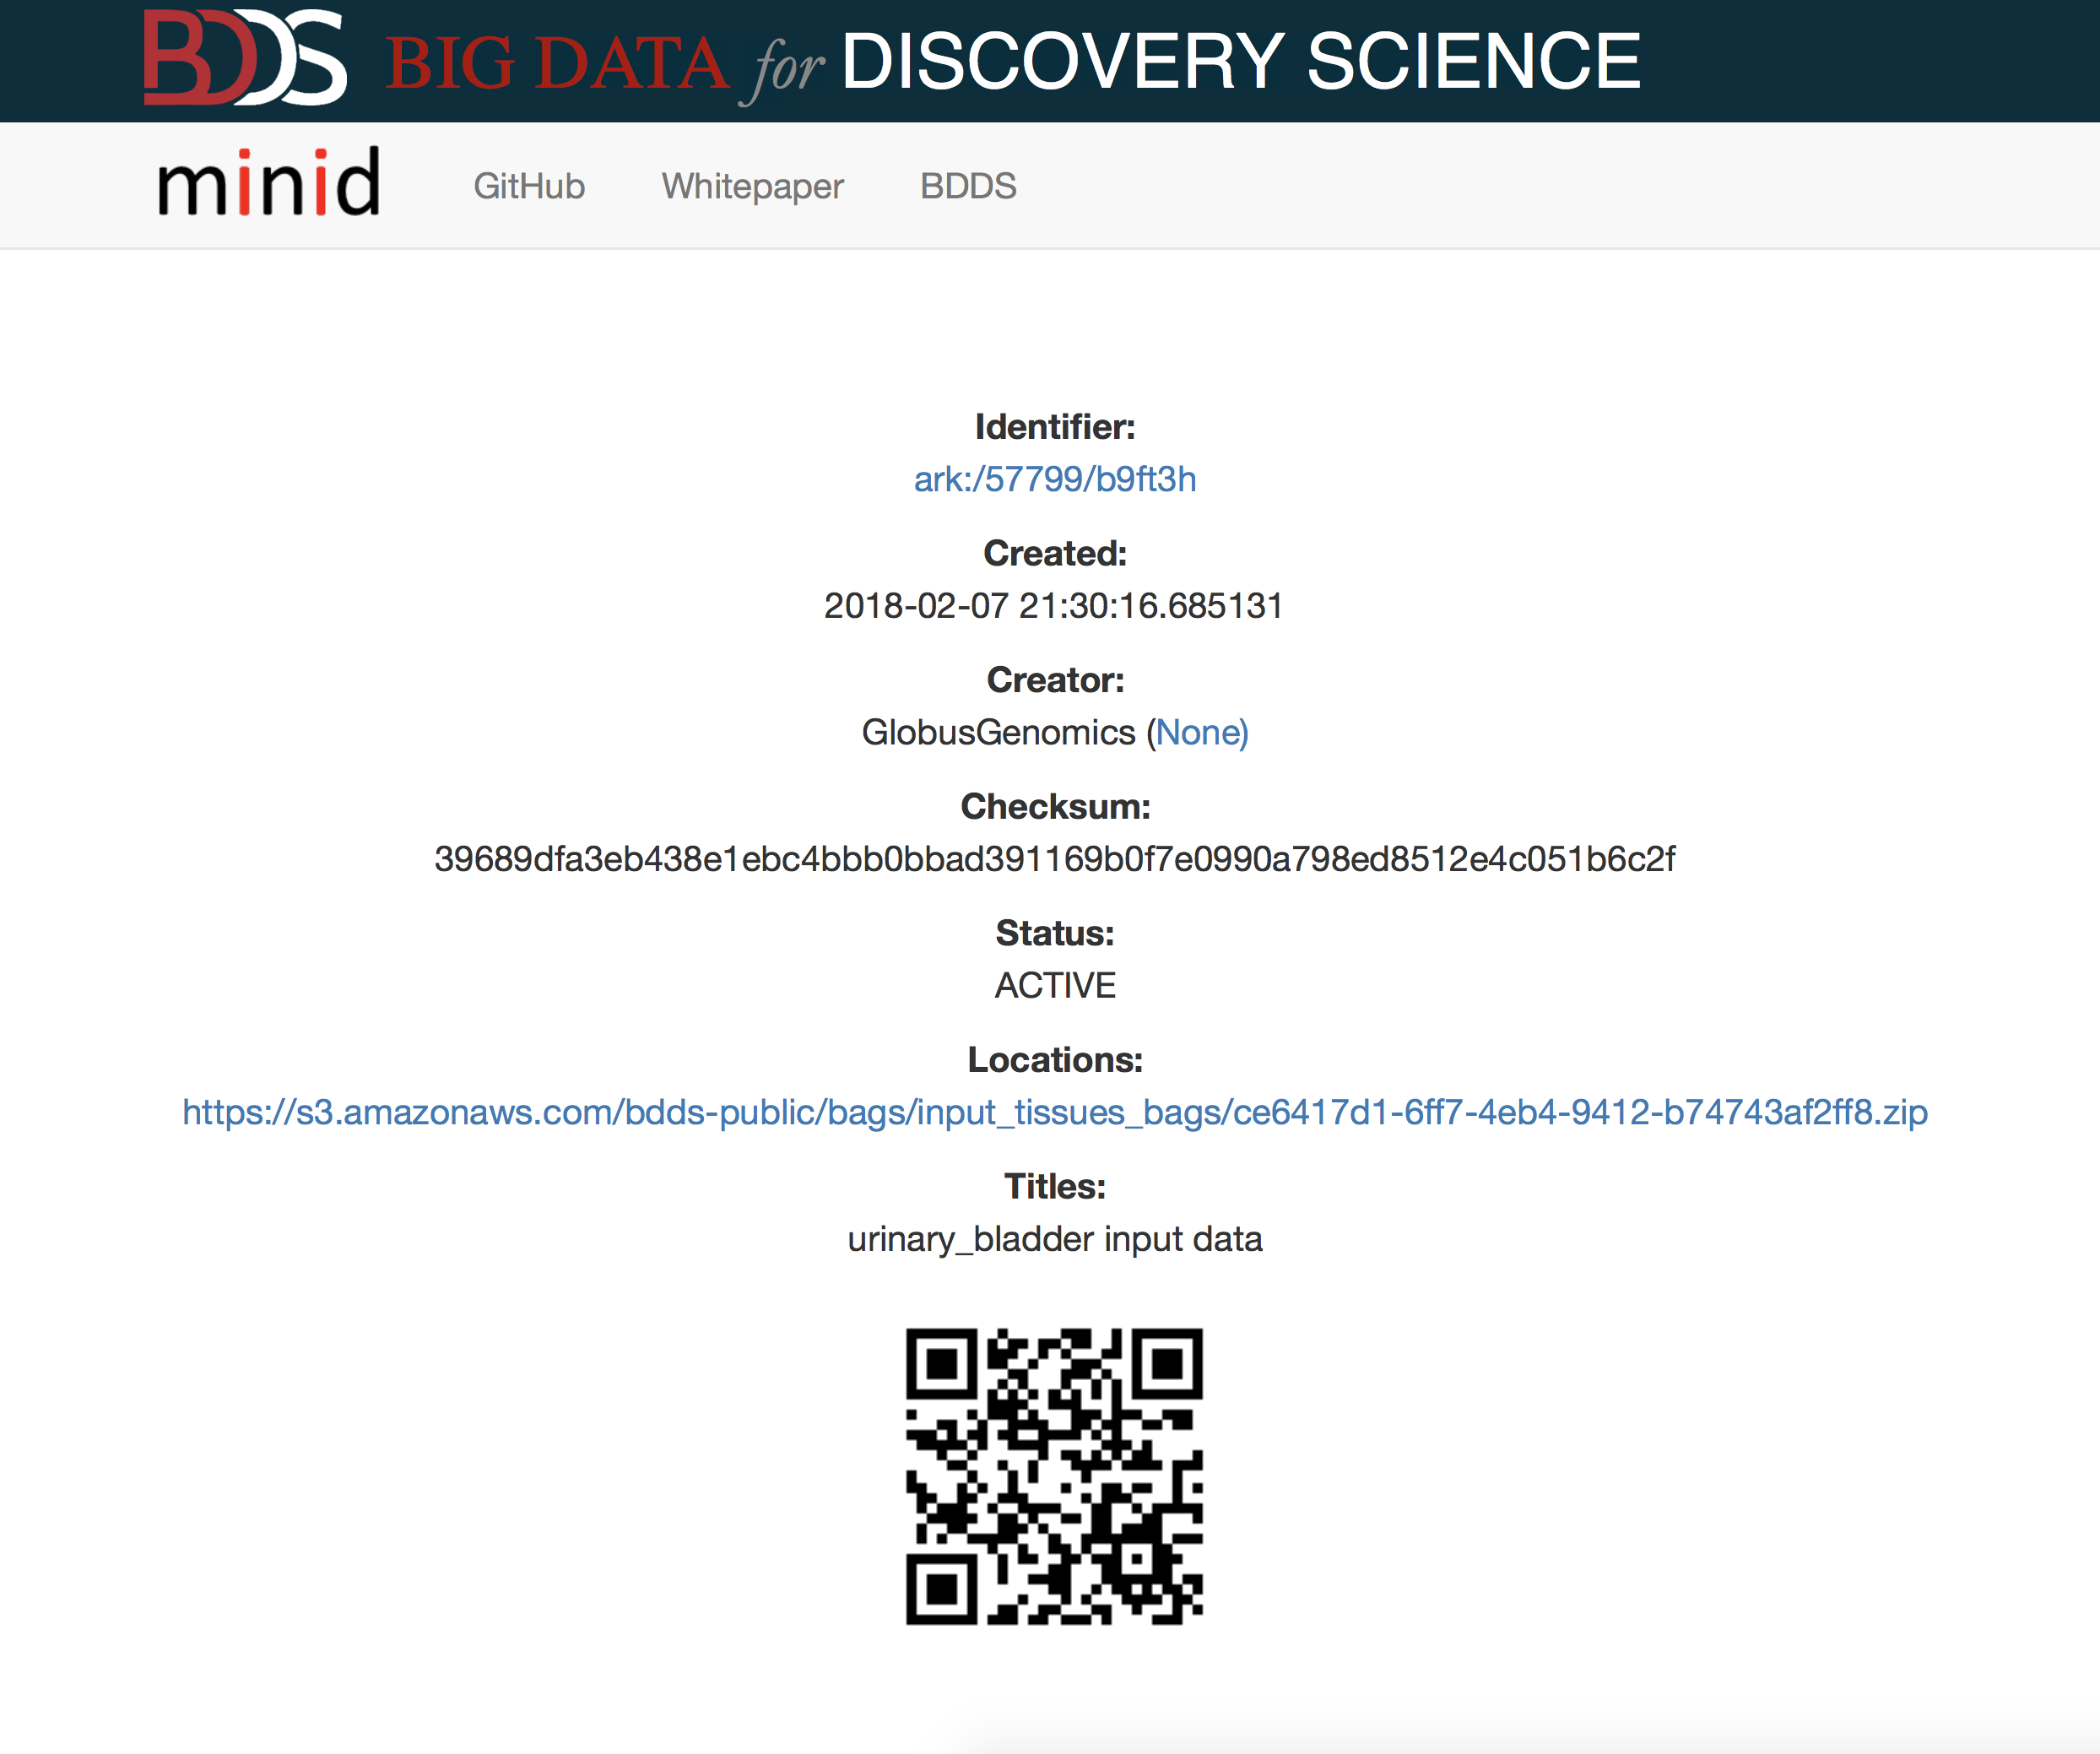 BDDS BIG DATA for DISCOVERY SCIENCE
minid GitHub Whitepaper BDDS
Identifier:
ark:/57799/b9ft3h
Created:
2018-02-07 21:30:16.685131
Creator:
GlobusGenomics (None)
Checksum:
39689dfa3eb438e1ebc4bbb0bbad391169b0f7e0990a798ed8512e4c051b6c2f
Status:
ACTIVE
Locations:
https://s3.amazonaws.com/bdds-public/bags/input_tissues_bags/ce6417d1-6ff7-4eb4-9412-b74743af2ff8.zip
Titles:
urinary_bladder input data